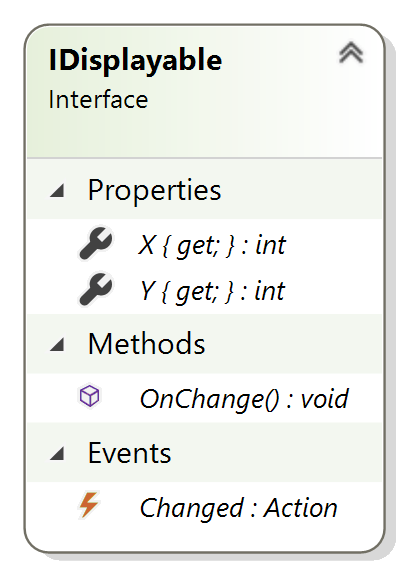 IDisplayable
Interface
Properties
X { get; } : int
Y { get; } : int
Methods
OnChange() : void
Events
Changed : Action